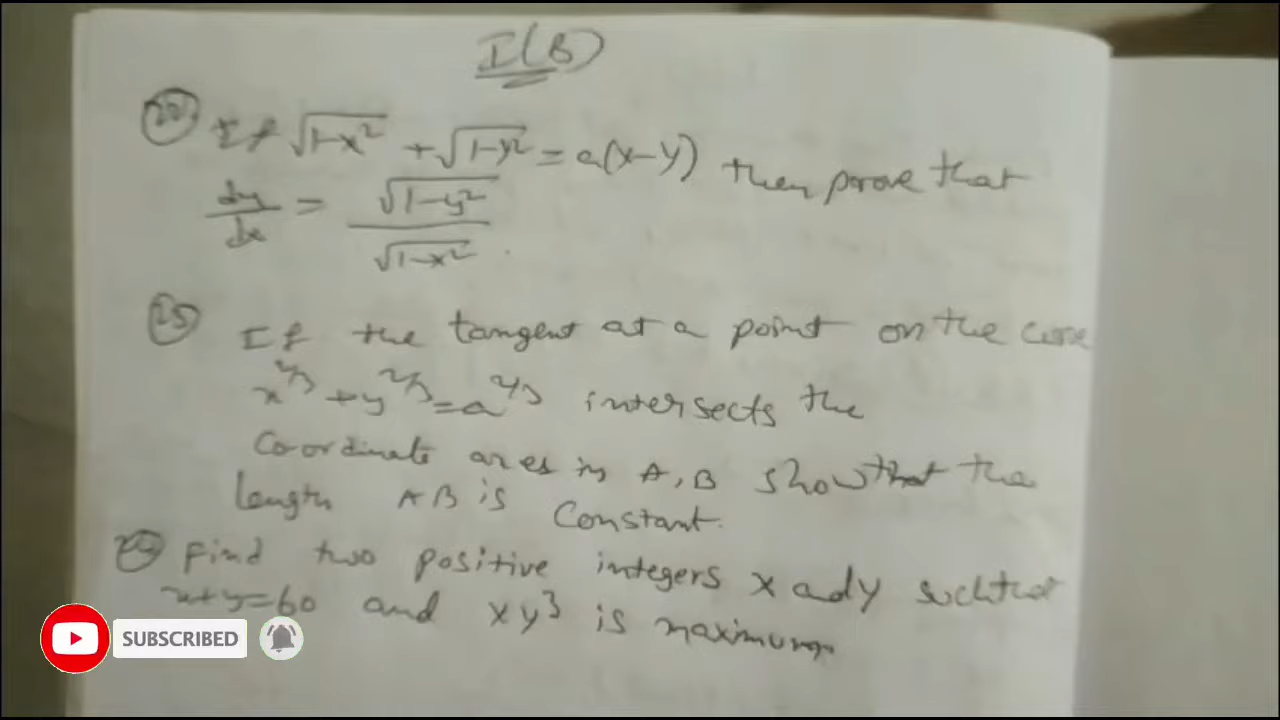 I(B)
If √1-x² + √1-y² = a(x-y) then prove that
dy/dx = √1-y² / √1-x² .
25 If the tangent at a point on the curve
x^2/3 + y^2/3 = a^2/3 intersects the
Coordinate axes in A, B show that the
length AB is Constant.
Find two positive integers x ad y such that
x+y=60 and xy³ is maximum
SUBSCRIBED